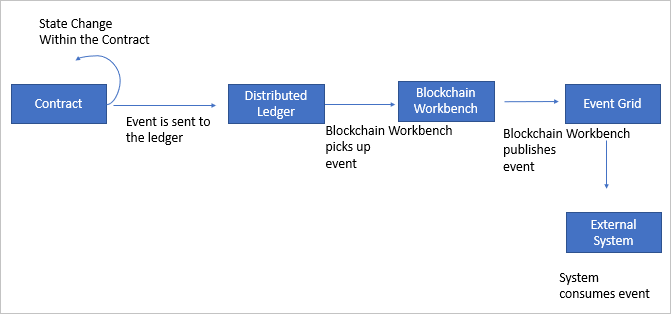 State Change
Within the Contract
Contract
Event is sent to
the ledger
Distributed
Ledger
Blockchain Workbench
picks up
event
Blockchain
Workbench
Blockchain Workbench
publishes
event
Event Grid
External
System
System
consumes event